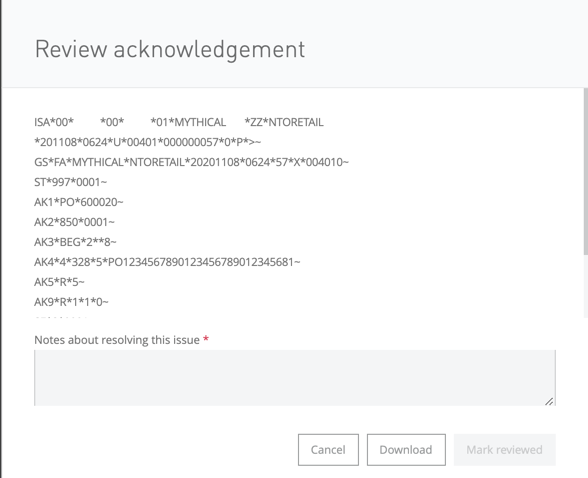 Review acknowledgement
ISA*00*          *00*          *01*MYTHICAL       *ZZ*NTORETAIL
*201108*0624*U*00401*000000057*0*P*>~
GS*FA*MYTHICAL*NTORETAIL*20201108*0624*57*X*004010~
ST*997*0001~
AK1*PO*600020~
AK2*850*0001~
AK3*BEG*2**8~
AK4*4*328*5*PO1234567890123456789012345681~
AK5*R*5~
AK9*R*1*1*0~
Notes about resolving this issue *
Cancel
Download
Mark reviewed